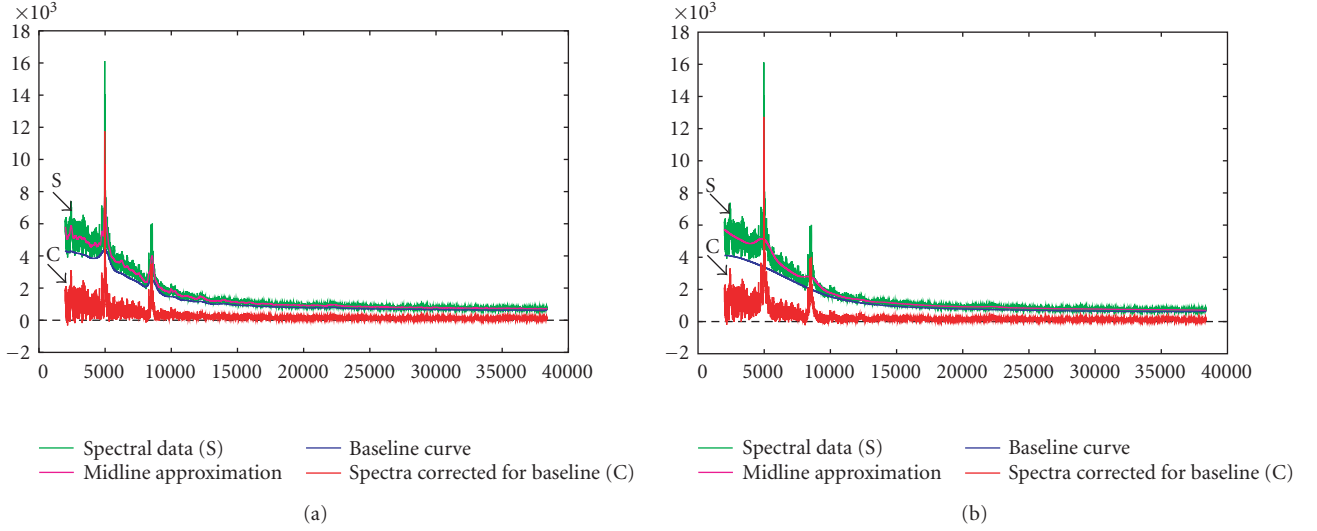 ×10³
18
16
14
12
10
8
6
4
2
0
−2
S
C
0 5000 10000 15000 20000 25000 30000 35000 40000
Spectral data (S)
Midline approximation
Baseline curve
Spectra corrected for baseline (C)
(a)
×10³
18
16
14
12
10
8
6
4
2
0
−2
S
C
0 5000 10000 15000 20000 25000 30000 35000 40000
Spectral data (S)
Midline approximation
Baseline curve
Spectra corrected for baseline (C)
(b)